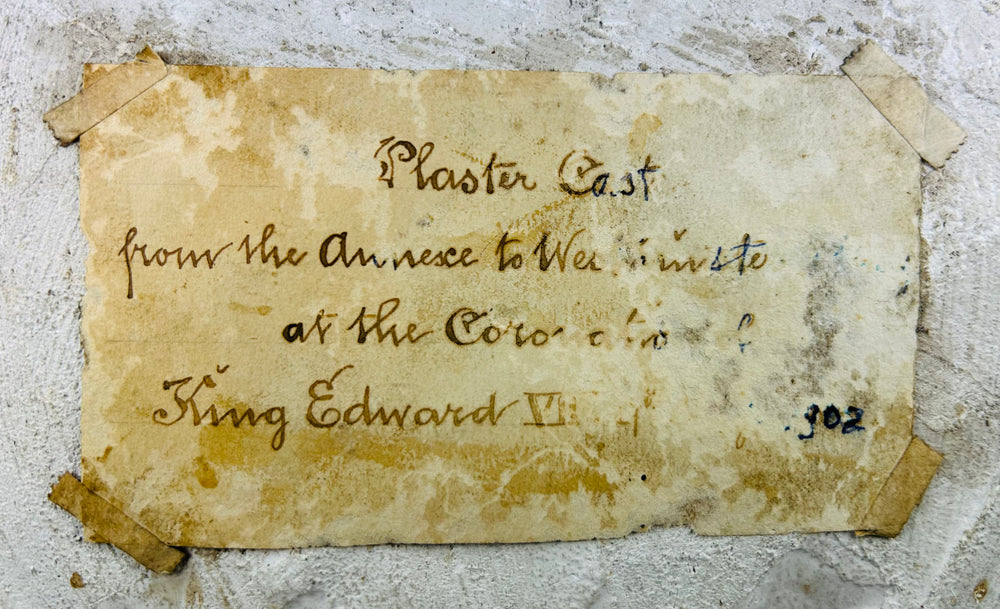 Plaster Cast
from the Annexe to Westminster
at the Coronation of
King Edward VII 1902